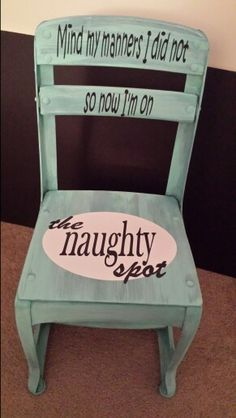 Mind my manners I did not
so now I'm on
the
naughty
spot